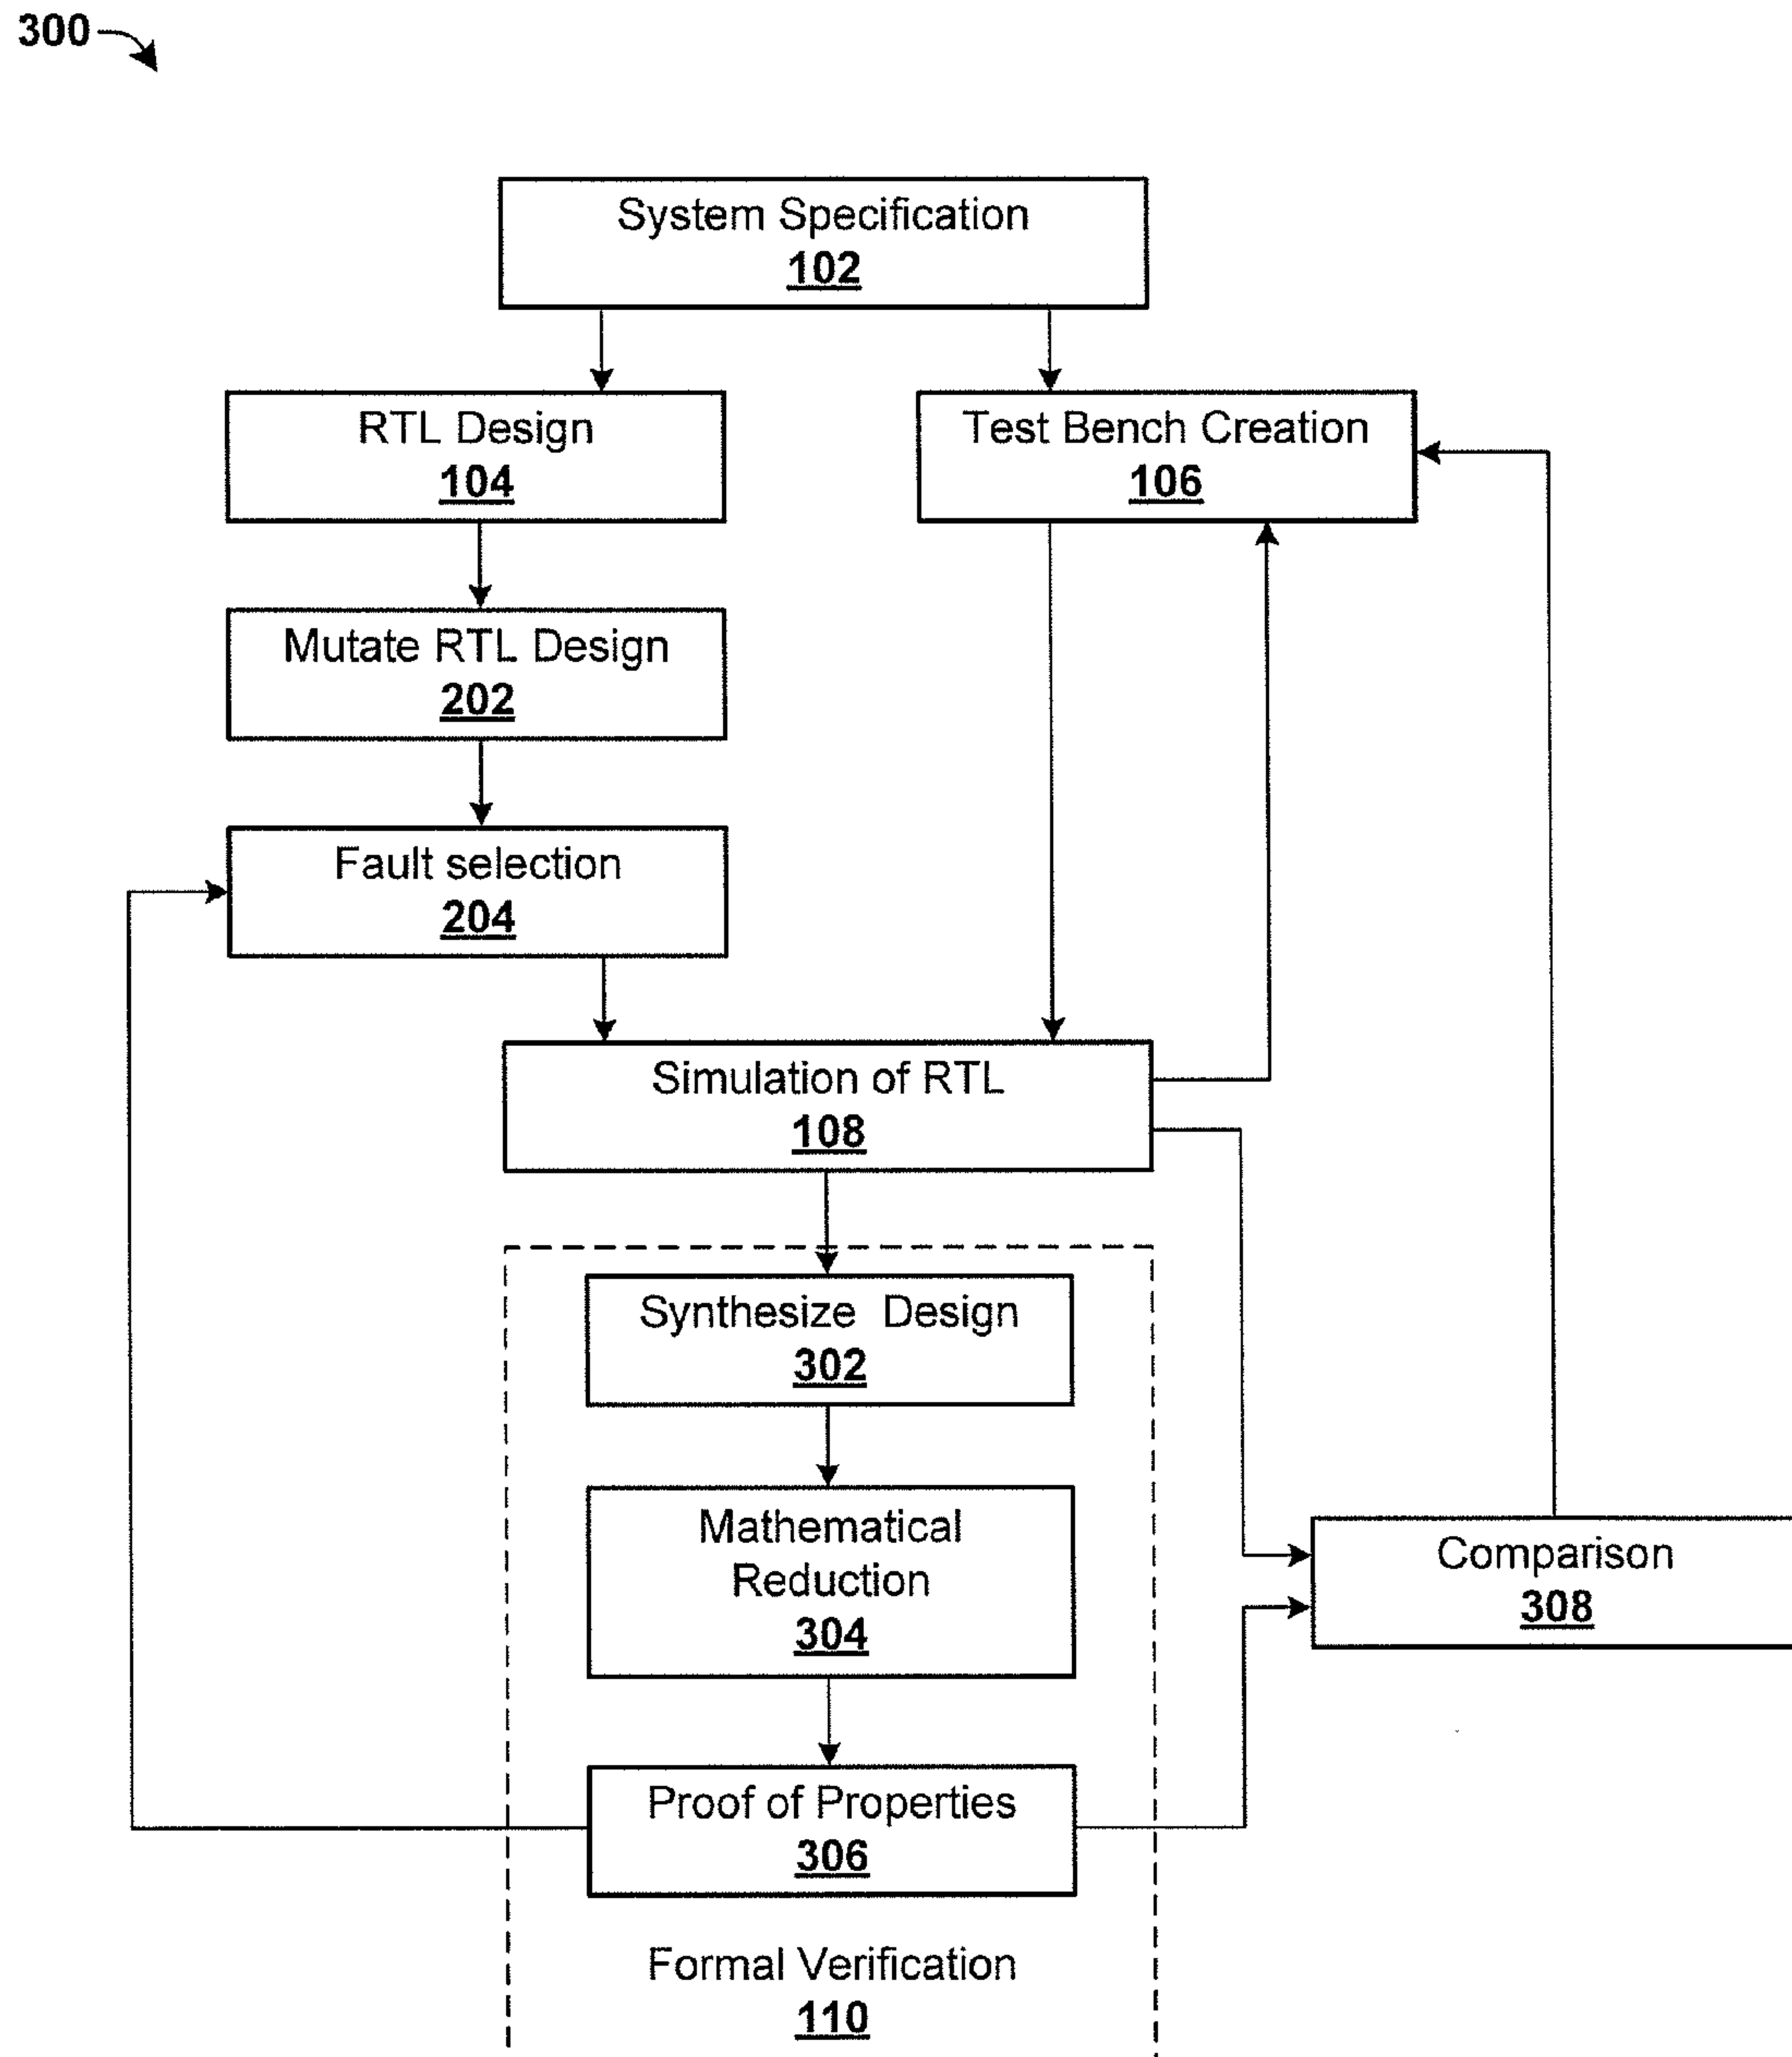 300
System Specification
102
RTL Design
104
Test Bench Creation
106
Mutate RTL Design
202
Fault selection
204
Simulation of RTL
108
Synthesize Design
302
Mathematical
Reduction
304
Comparison
308
Proof of Properties
306
Formal Verification
110